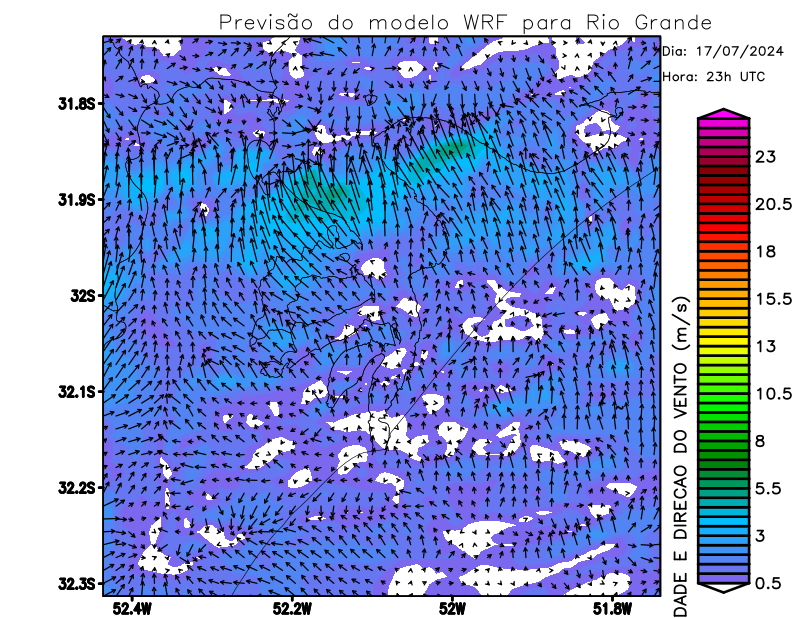 Previsão do modelo WRF para Rio Grande
Dia: 17/07/2024
Hora: 23h UTC
31.8S
31.9S
32S
32.1S
32.2S
32.3S
52.4W
52.2W
52W
51.8W
23
20.5
18
15.5
13
10.5
8
5.5
3
0.5
DADE E DIRECAO DO VENTO (m/s)